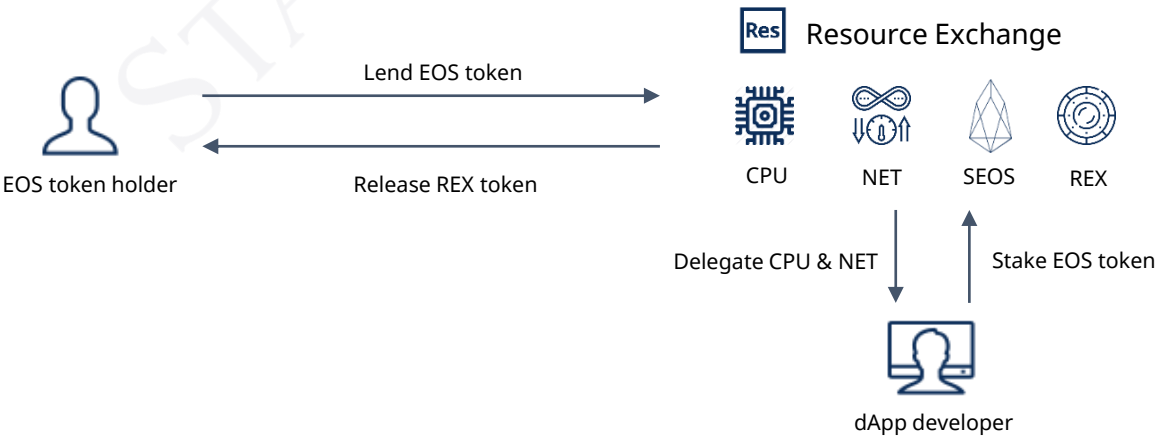 Res Resource Exchange
Lend EOS token
EOS token holder
Release REX token
CPU
NET
SEOS
REX
Delegate CPU & NET
Stake EOS token
dApp developer
STA